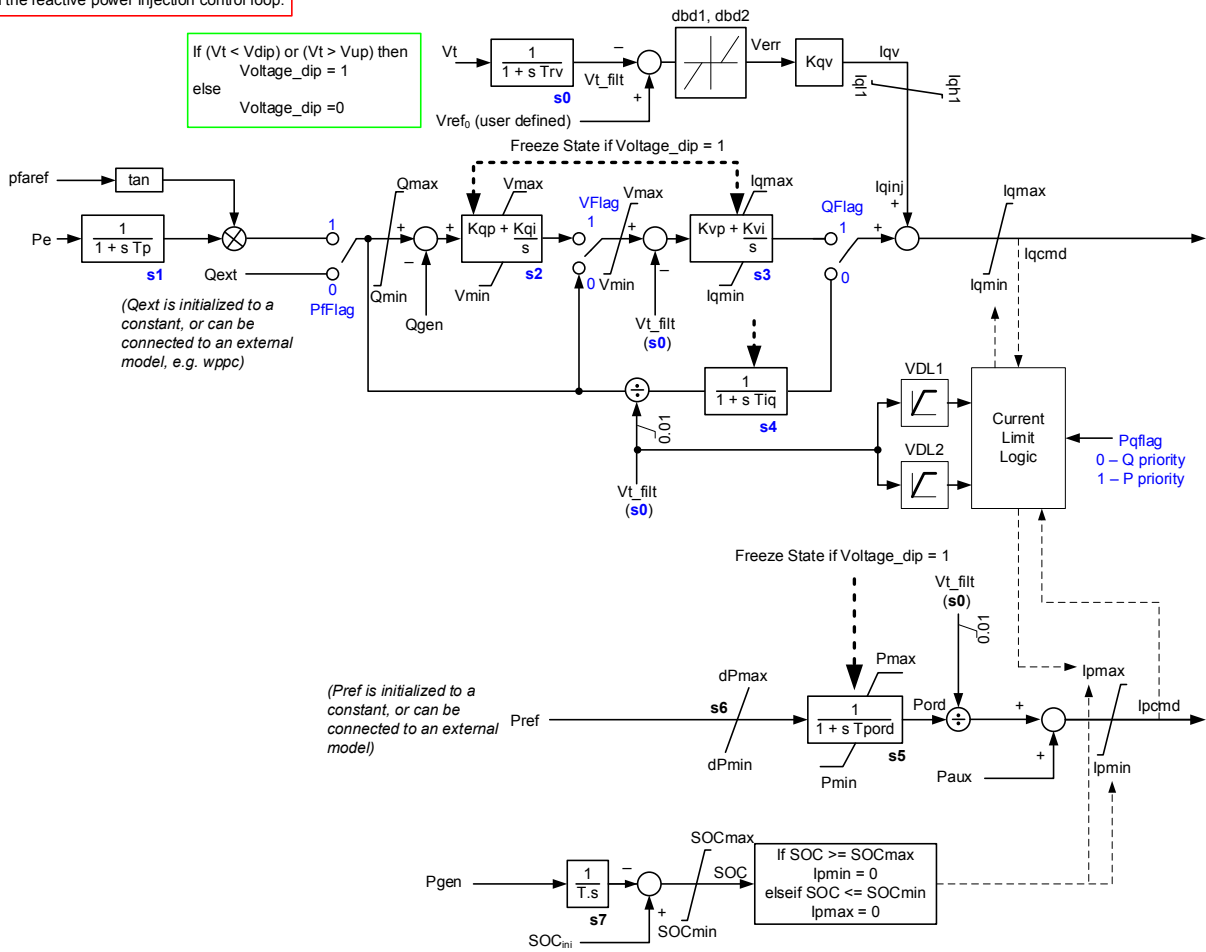 the reactive power injection control loop.
If (Vt < Vdip) or (Vt > Vup) then
Voltage_dip = 1
else
Voltage_dip =0
Vt
1
1 + s Trv
s0
–
Vt_filt
+
Vref0 (user defined)
dbd1, dbd2
Verr
Kqv
Iqv
Iql1
Iqh1
Freeze State if Voltage_dip = 1
pfaref
tan
Pe
1
1 + s Tp
s1
Qext
1
0
PfFlag
(Qext is initialized to a
constant, or can be
connected to an external
model, e.g. wppc)
Qmax
Qmin
+
–
Qgen
+
Vmax
Kqp + Kqi
s
s2
Vmin
VFlag
1
0
Vmax
Vmin
+
–
Vt_filt
(s0)
Iqmax
Kvp + Kvi
s
s3
Iqmin
QFlag
1
0
+
Iqinj
+
Iqmax
Iqmin
Iqcmd
÷
0.01
1
1 + s Tiq
s4
Vt_filt
(s0)
VDL1
VDL2
Current
Limit
Logic
Pqflag
0 – Q priority
1 – P priority
Freeze State if Voltage_dip = 1
Vt_filt
(s0)
0.01
(Pref is initialized to a
constant, or can be
connected to an external
model)
Pref
s6
dPmax
dPmin
Pmax
1
1 + s Tpord
s5
Pmin
Pord
÷
+
Paux
+
Ipmax
Ipcmd
Ipmin
Pgen
1
T.s
s7
–
+
SOCini
SOCmax
SOC
SOCmin
If SOC >= SOCmax
Ipmin = 0
elseif SOC <= SOCmin
Ipmax = 0